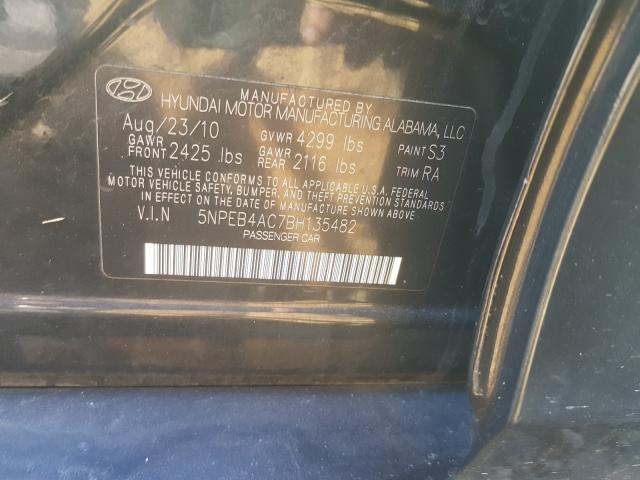 MANUFACTURED BY
HYUNDAI MOTOR MANUFACTURING ALABAMA, LLC
Aug/23/10 GVWR 4299 lbs PAINT S3
GAWR FRONT 2425 lbs GAWR REAR 2116 lbs TRIM RA
THIS VEHICLE CONFORMS TO ALL APPLICABLE FEDERAL
MOTOR VEHICLE SAFETY, BUMPER, AND THEFT PREVENTION STANDARDS
IN EFFECT ON THE DATE OF MANUFACTURE SHOWN ABOVE
V.I.N 5NPEB4AC7BH135482
PASSENGER CAR